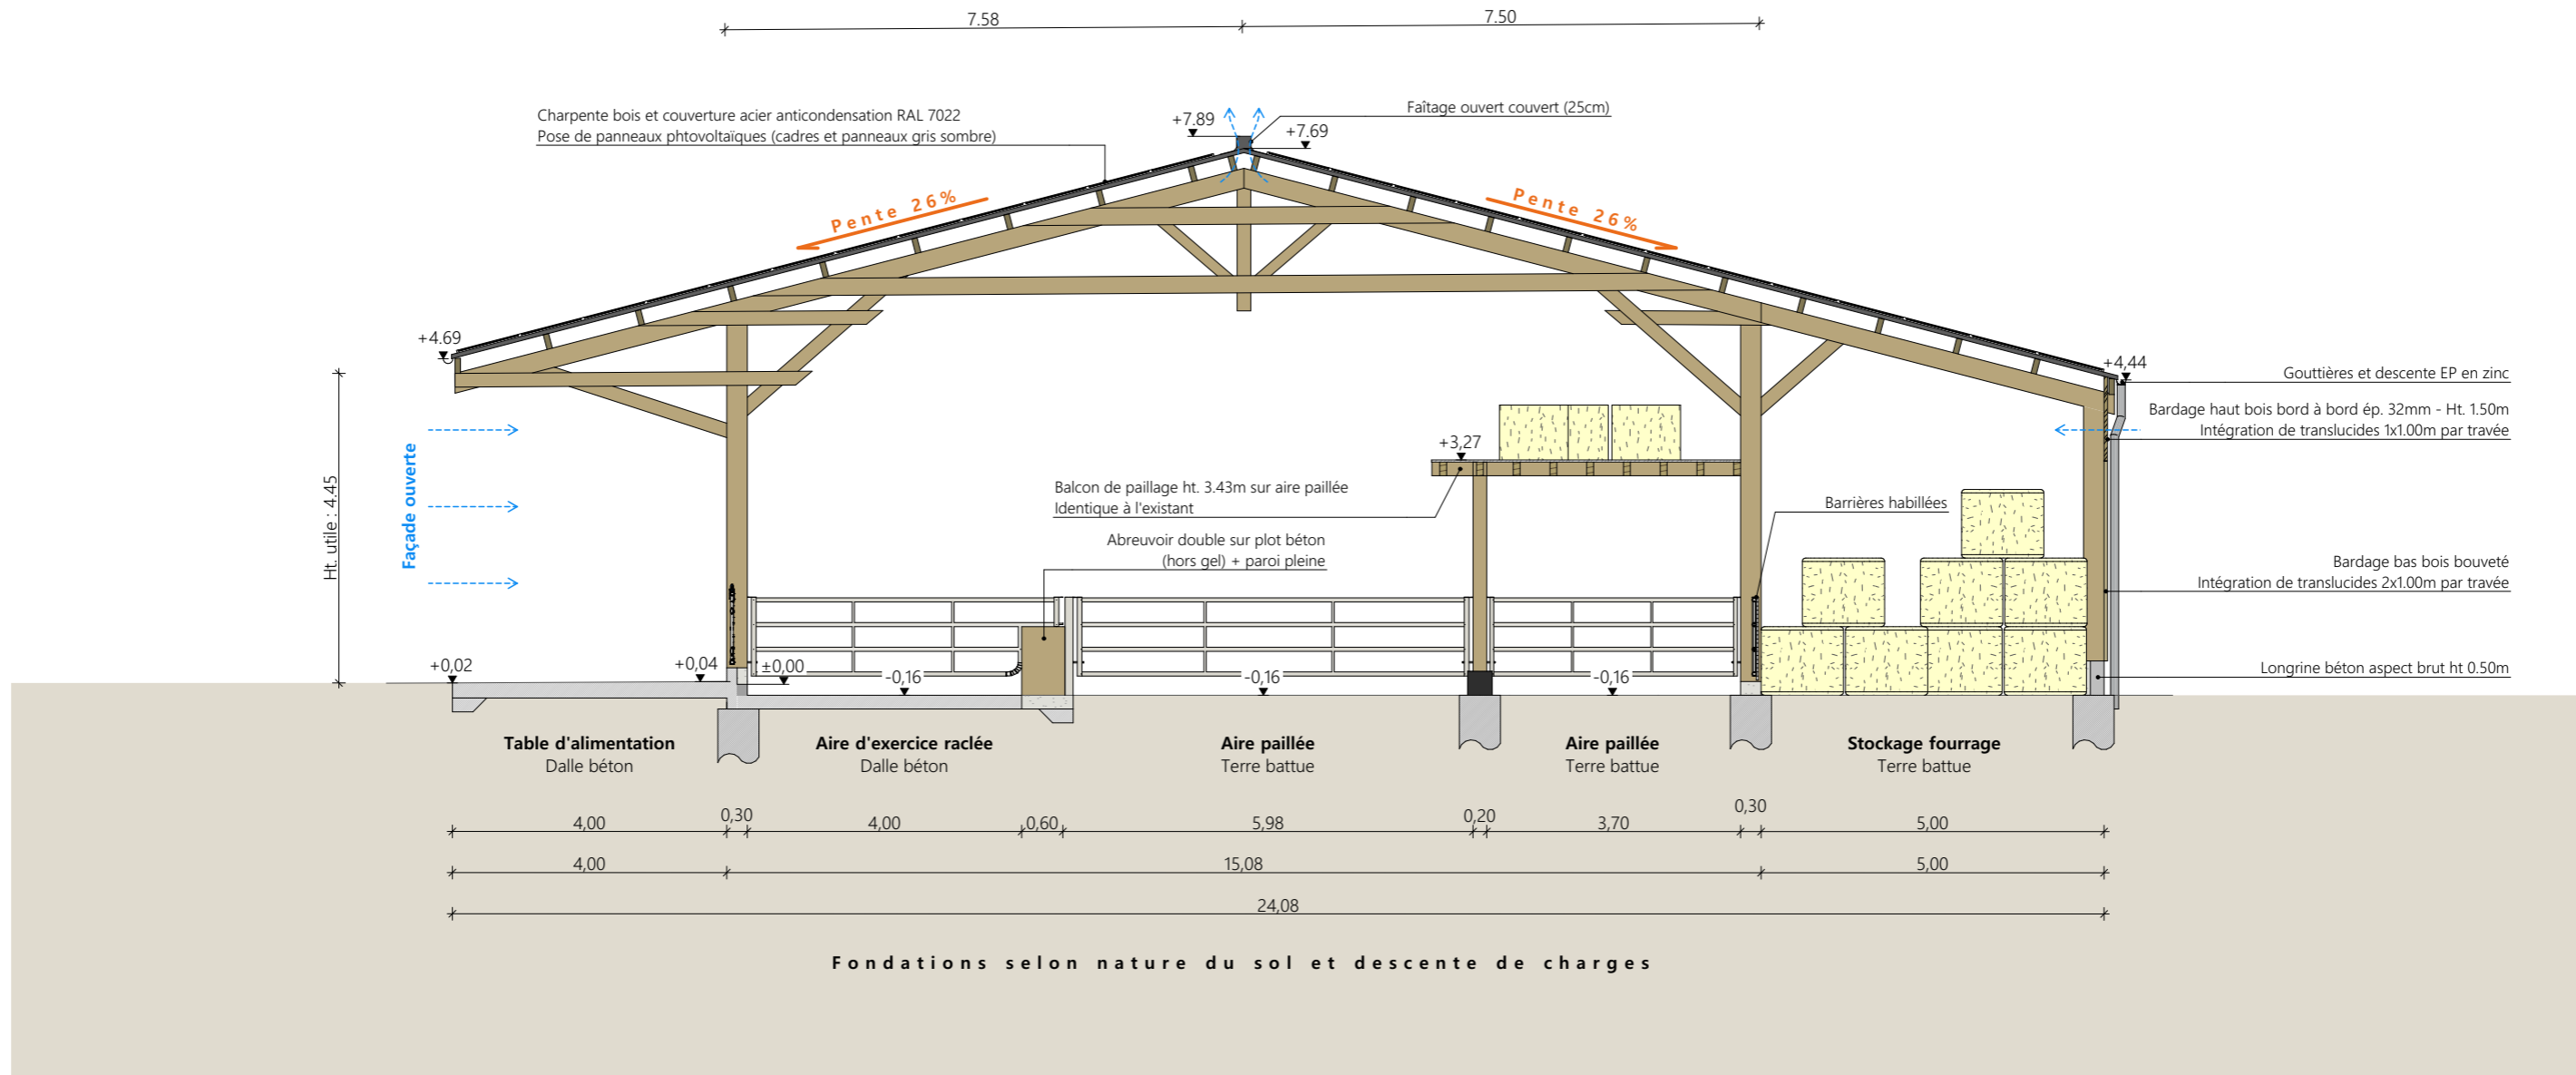 7.58
7.50
Charpente bois et couverture acier anticondensation RAL 7022
Pose de panneaux phtovoltaïques (cadres et panneaux gris sombre)
+7.89
Faîtage ouvert couvert (25cm)
+7.69
Pente 26%
Pente 26%
+4.69
+4,44
Gouttières et descente EP en zinc
Bardage haut bois bord à bord ép. 32mm - Ht. 1.50m
Intégration de translucides 1x1.00m par travée
Façade ouverte
Ht. utile : 4.45
+3,27
Balcon de paillage ht. 3.43m sur aire paillée
Identique à l'existant
Barrières habillées
Abreuvoir double sur plot béton
(hors gel) + paroi pleine
Bardage bas bois bouveté
Intégration de translucides 2x1.00m par travée
+0,02
+0,04
±0,00
-0,16
-0,16
-0,16
Longrine béton aspect brut ht 0.50m
Table d'alimentation
Dalle béton
Aire d'exercice raclée
Dalle béton
Aire paillée
Terre battue
Aire paillée
Terre battue
Stockage fourrage
Terre battue
4,00
0,30
4,00
0,60
5,98
0,20
3,70
0,30
5,00
4,00
15,08
5,00
24,08
Fondations selon nature du sol et descente de charges